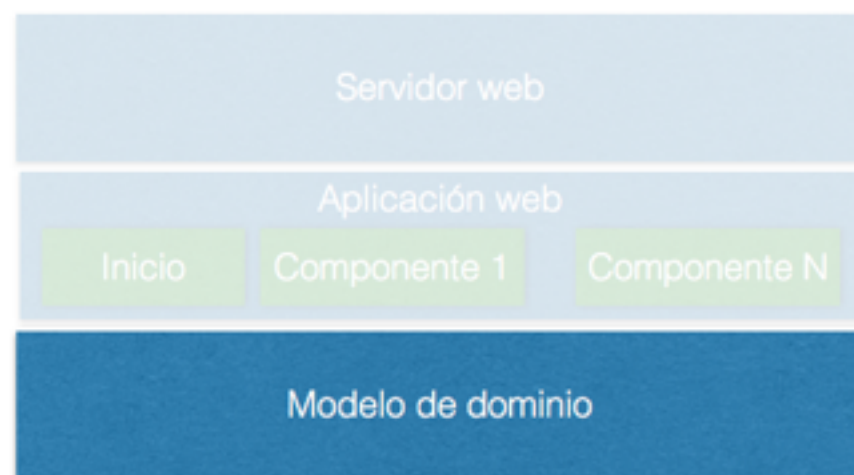 Servidor web
Aplicación web
Inicio Componente 1 Componente N
Modelo de dominio